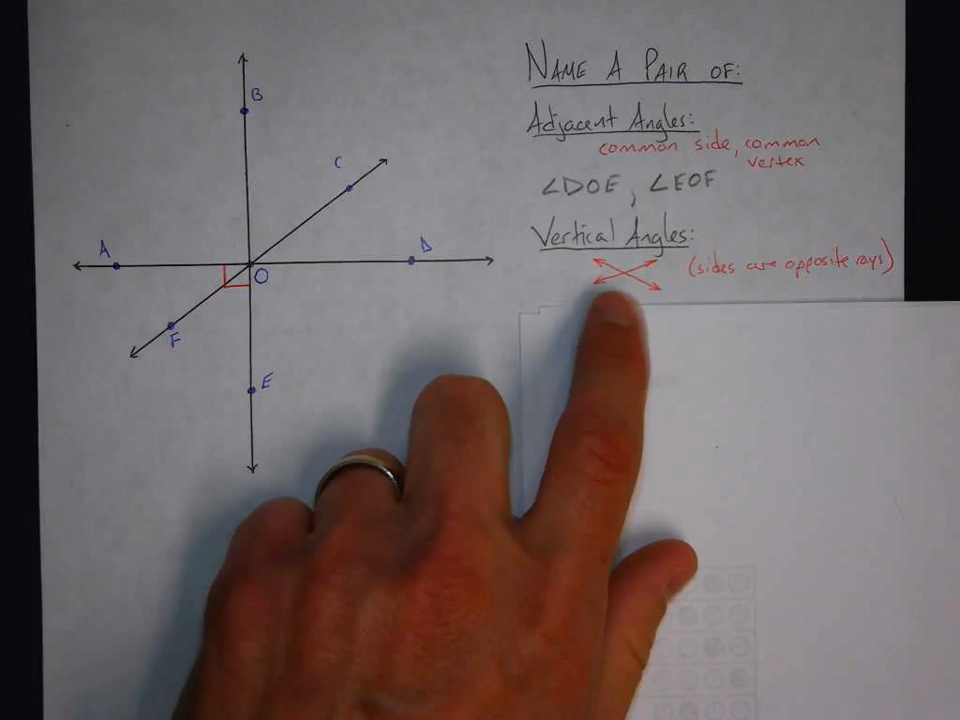 NAME A PAIR OF:
Adjacent Angles:
common side, common
vertex
∠DOE, ∠EOF
Vertical Angles:
(sides are opposite rays)
B
C
A
D
O
F
E